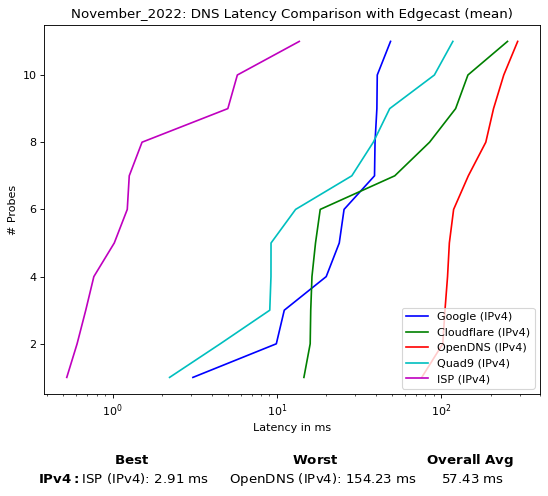 November_2022: DNS Latency Comparison with Edgecast (mean)
10
8
6
4
2
# Probes
10⁰
10¹
10²
Latency in ms
Google (IPv4)
Cloudflare (IPv4)
OpenDNS (IPv4)
Quad9 (IPv4)
ISP (IPv4)
Best Worst Overall Avg
IPv4: ISP (IPv4): 2.91 ms OpenDNS (IPv4): 154.23 ms 57.43 ms